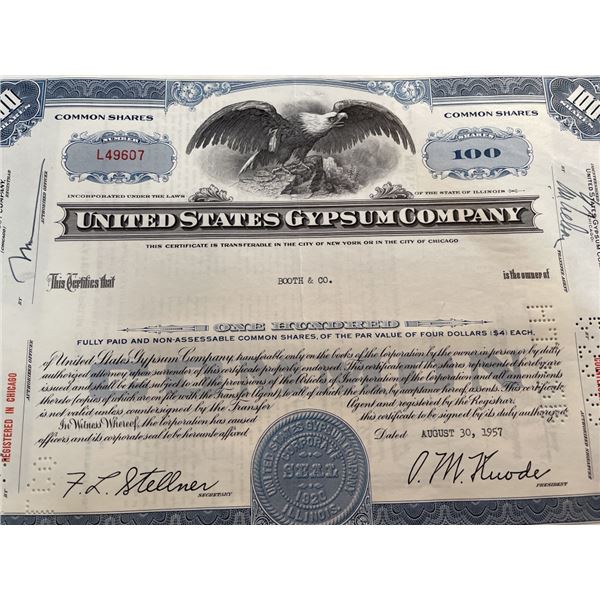 100
SHARES
COMMON SHARES
NUMBER
L49607
COMMON SHARES
SHARES
100
100
SHARES
INCORPORATED UNDER THE LAWS
OF THE STATE OF ILLINOIS
UNITED STATES GYPSUM COMPANY
THIS CERTIFICATE IS TRANSFERABLE IN THE CITY OF NEW YORK OR IN THE CITY OF CHICAGO
This Certifies that
BOOTH & CO.
is the owner of
ONE HUNDRED
FULLY PAID AND NON-ASSESSABLE COMMON SHARES, OF THE PAR VALUE OF FOUR DOLLARS ($4) EACH,
of United States Gypsum Company, transferable only on the books of the Corporation by the owner in person or by duly
authorized attorney upon surrender of this certificate properly endorsed. This certificate and the shares represented hereby are
issued and shall be held subject to all the provisions of the Articles of Incorporation of the Corporation and all amendments
thereto (copies of which are on file with the Transfer Agent), to all of which the holder, by acceptance hereof, assents. This certificate
is not valid unless countersigned by the Transfer
Agent and registered by the Registrar.
In Witness Whereof, the Corporation has caused
this certificate to be signed by its duly authorized
officers and its corporate seal to be hereunto affixed.
Dated AUGUST 30, 1957
F. L. Stellner
SECRETARY
UNITED STATES GYPSUM COMPANY
CORPORATE
SEAL
1920
ILLINOIS.
O. M. Knode
PRESIDENT
REGISTERED IN CHICAGO
AUTHORIZED OFFICER
AUTHORIZED OFFICER
REGISTRAR